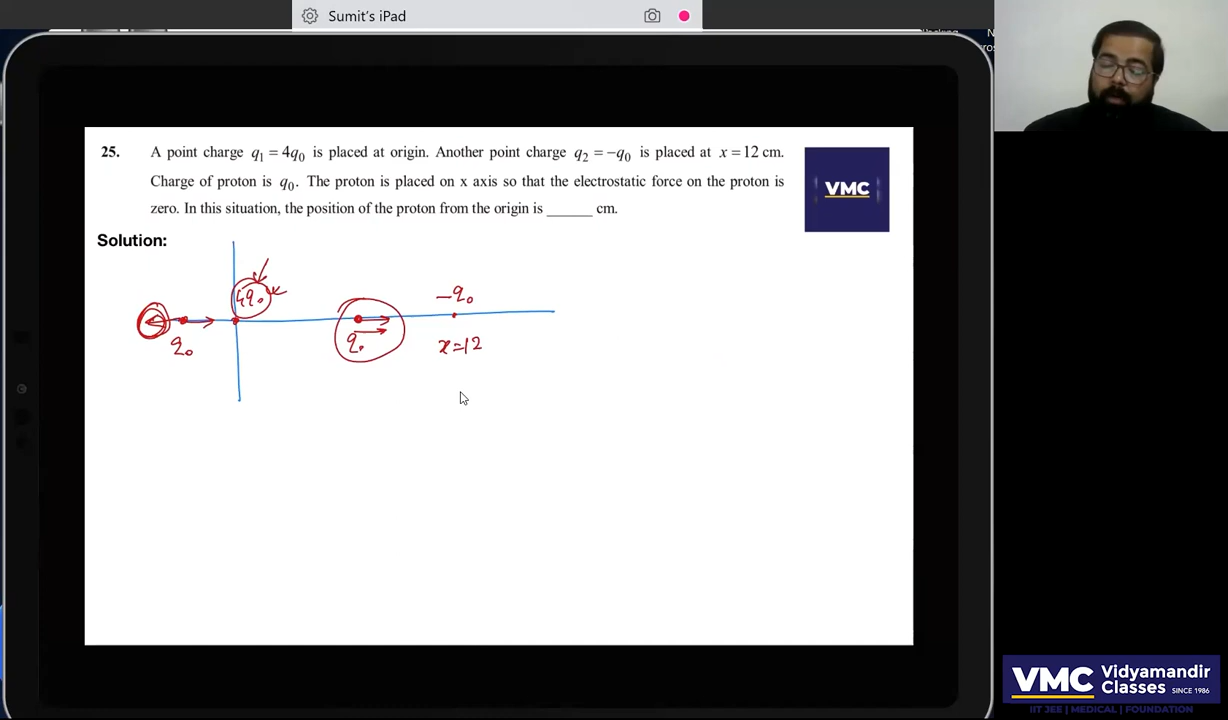 Sumit's iPad
25. A point charge q₁ = 4q₀ is placed at origin. Another point charge q₂ = −q₀ is placed at x = 12 cm.
Charge of proton is q₀. The proton is placed on x axis so that the electrostatic force on the proton is
zero. In this situation, the position of the proton from the origin is ______ cm.
VMC
Solution:
4q₀
−q₀
q₀
q₀
x=12
VMC Vidyamandir
Classes SINCE 1986
IIT JEE | MEDICAL | FOUNDATION